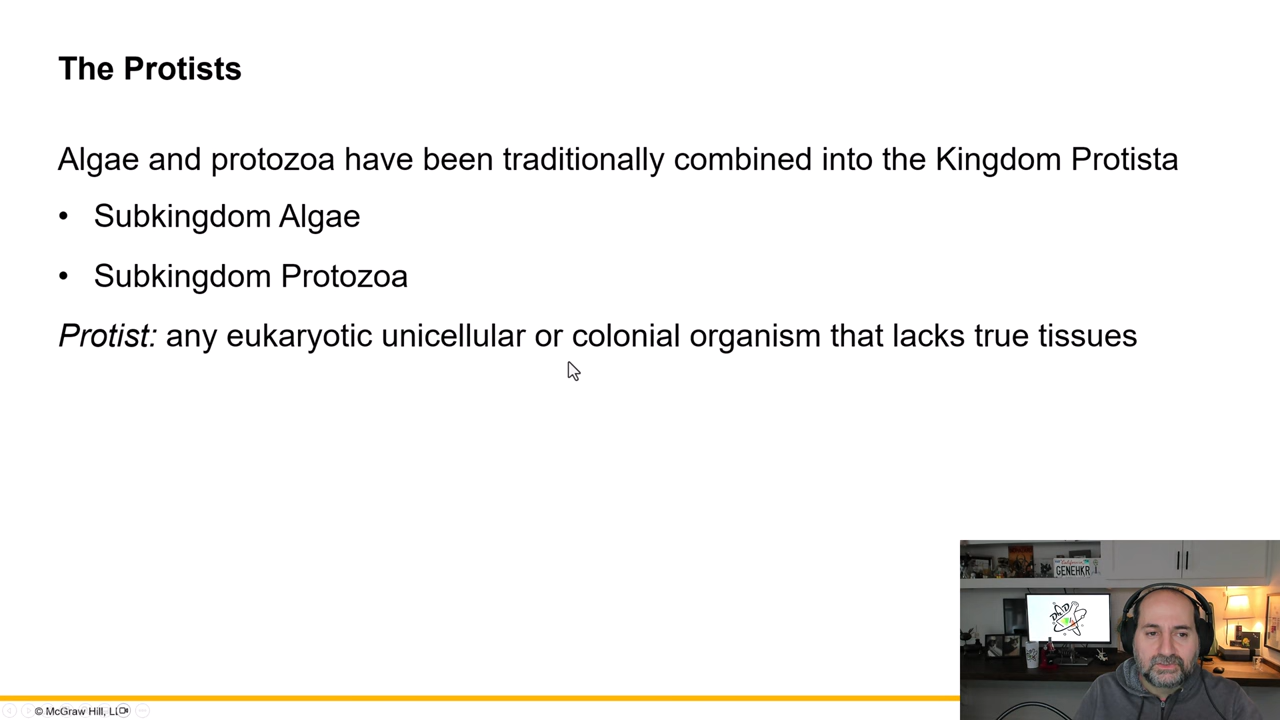 The Protists
Algae and protozoa have been traditionally combined into the Kingdom Protista
• Subkingdom Algae
• Subkingdom Protozoa
Protist: any eukaryotic unicellular or colonial organism that lacks true tissues
GENEHKR
© McGraw Hill,